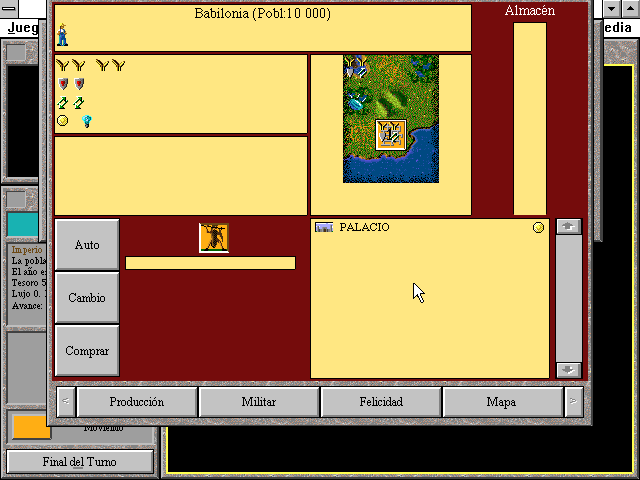 Babilonia (Pobl:10 000)
Almacén
Jueg
edia
PALACIO
Auto
Imperio
La pobla
El año e
Tesoro 5
Lujo 0.
Avance:
Cambio
Comprar
< Producción Militar Felicidad Mapa >
Moviendo
Final del Turno